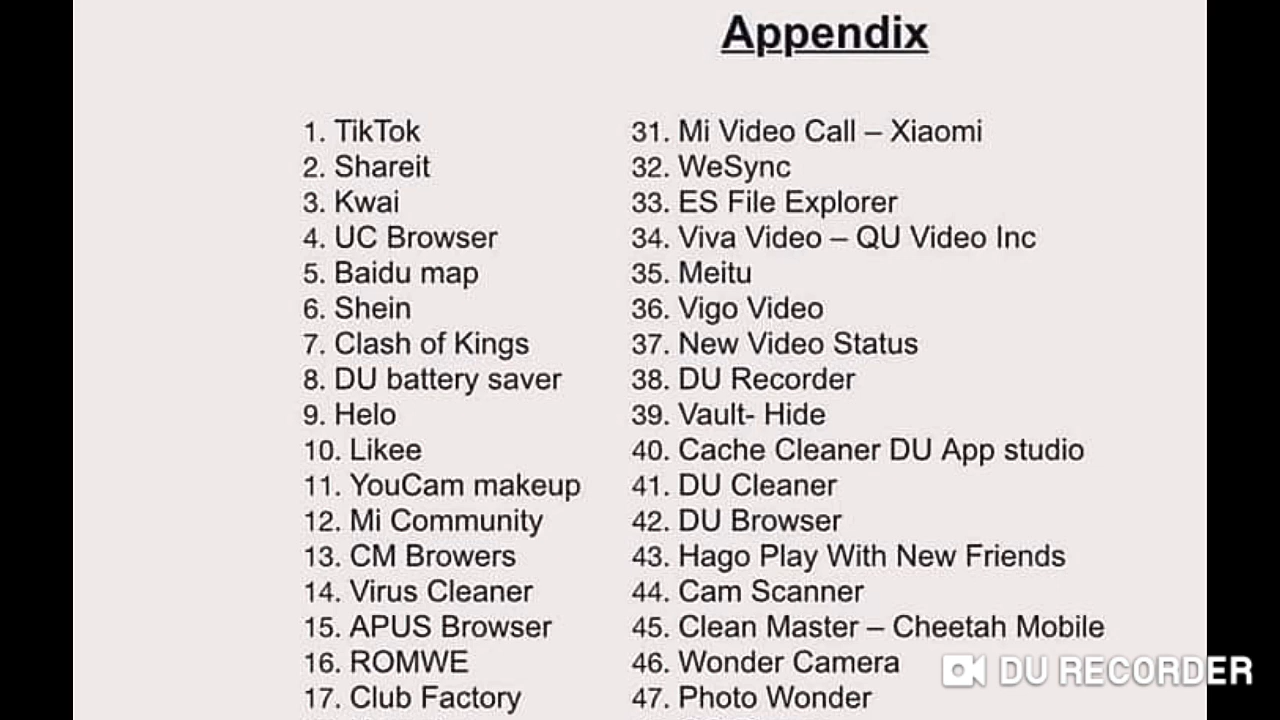 Appendix
1. TikTok
2. Shareit
3. Kwai
4. UC Browser
5. Baidu map
6. Shein
7. Clash of Kings
8. DU battery saver
9. Helo
10. Likee
11. YouCam makeup
12. Mi Community
13. CM Browers
14. Virus Cleaner
15. APUS Browser
16. ROMWE
17. Club Factory
31. Mi Video Call – Xiaomi
32. WeSync
33. ES File Explorer
34. Viva Video – QU Video Inc
35. Meitu
36. Vigo Video
37. New Video Status
38. DU Recorder
39. Vault- Hide
40. Cache Cleaner DU App studio
41. DU Cleaner
42. DU Browser
43. Hago Play With New Friends
44. Cam Scanner
45. Clean Master – Cheetah Mobile
46. Wonder Camera
47. Photo Wonder
DU RECORDER